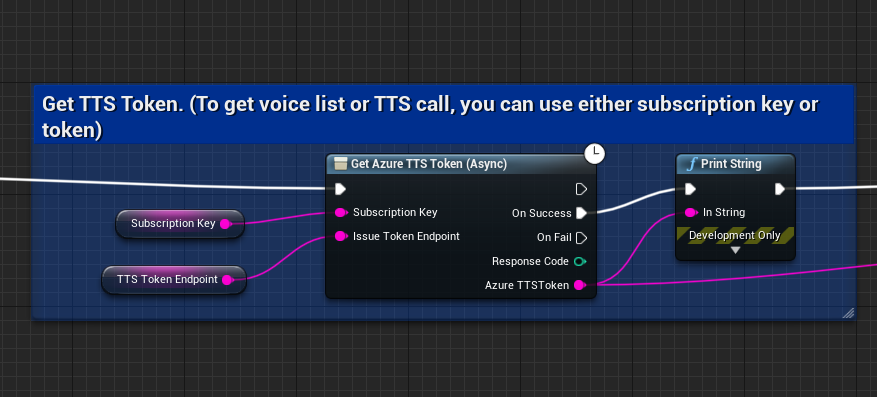 Get TTS Token. (To get voice list or TTS call, you can use either subscription key or
token)
Get Azure TTS Token (Async)
Print String
Subscription Key
On Success
In String
Subscription Key
Issue Token Endpoint
On Fail
Development Only
Response Code
TTS Token Endpoint
Azure TTSToken